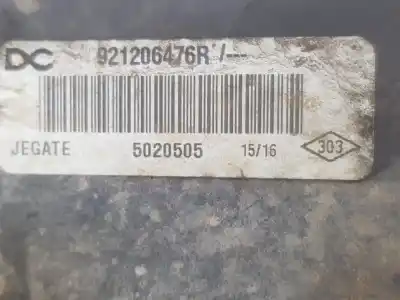 DC 921206476R /---
JEGATE 5020505 15/16 303